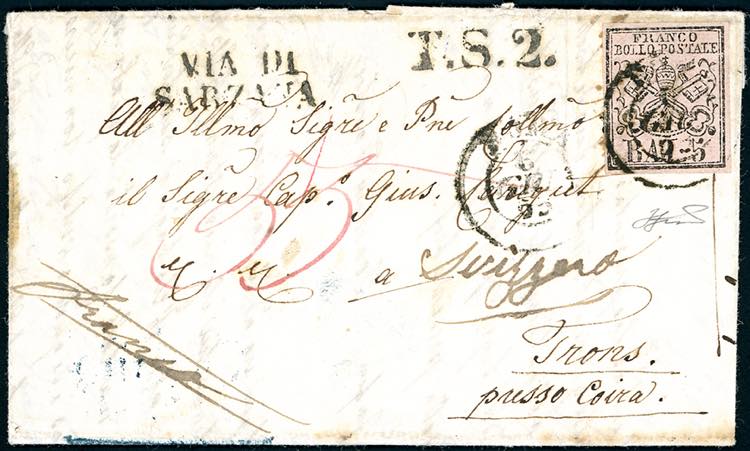 VIA DI
SARZANA
T.S.2.
FRANCO
BOLLO POSTALE
BAJ. 5
All' Illmo Sigre e Pne
il Sigre Capo. Gius.
a Svizzera
Trons.
presso Coira.
Franca